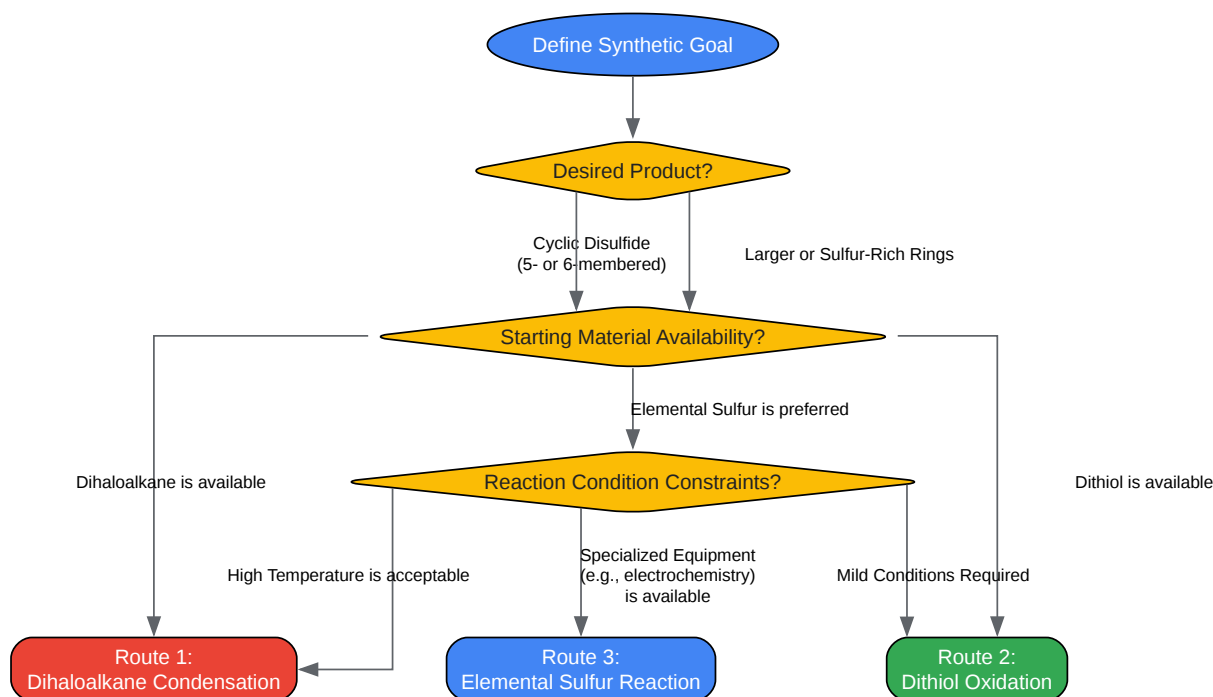 Define Synthetic Goal
Desired Product?
Cyclic Disulfide
(5- or 6-membered)
Larger or Sulfur-Rich Rings
Starting Material Availability?
Elemental Sulfur is preferred
Dihaloalkane is available
Reaction Condition Constraints?
Dithiol is available
High Temperature is acceptable
Specialized Equipment
(e.g., electrochemistry)
is available
Mild Conditions Required
Route 1:
Dihaloalkane Condensation
Route 3:
Elemental Sulfur Reaction
Route 2:
Dithiol Oxidation